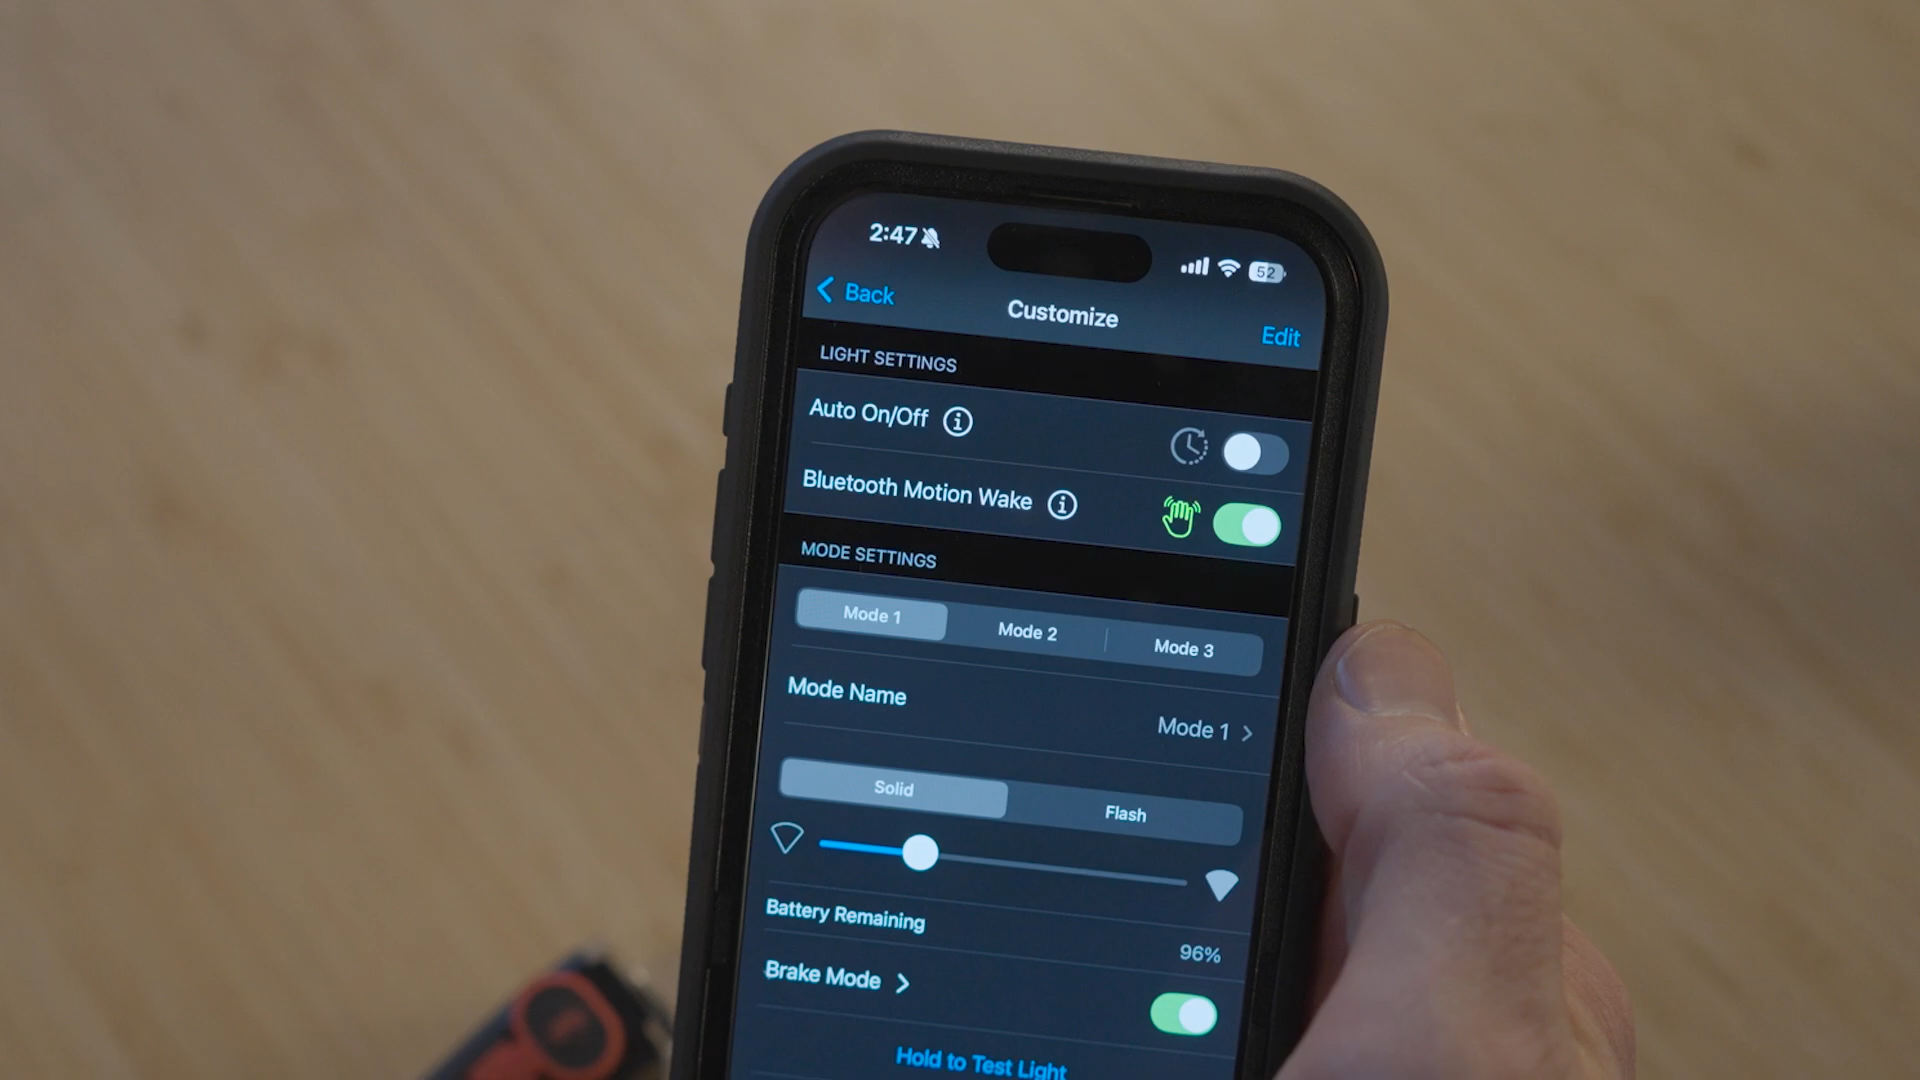 2:47
52
Back
Customize
Edit
LIGHT SETTINGS
Auto On/Off
Bluetooth Motion Wake
MODE SETTINGS
Mode 1
Mode 2
Mode 3
Mode Name
Mode 1
Solid
Flash
Battery Remaining
96%
Brake Mode
Hold to Test Light